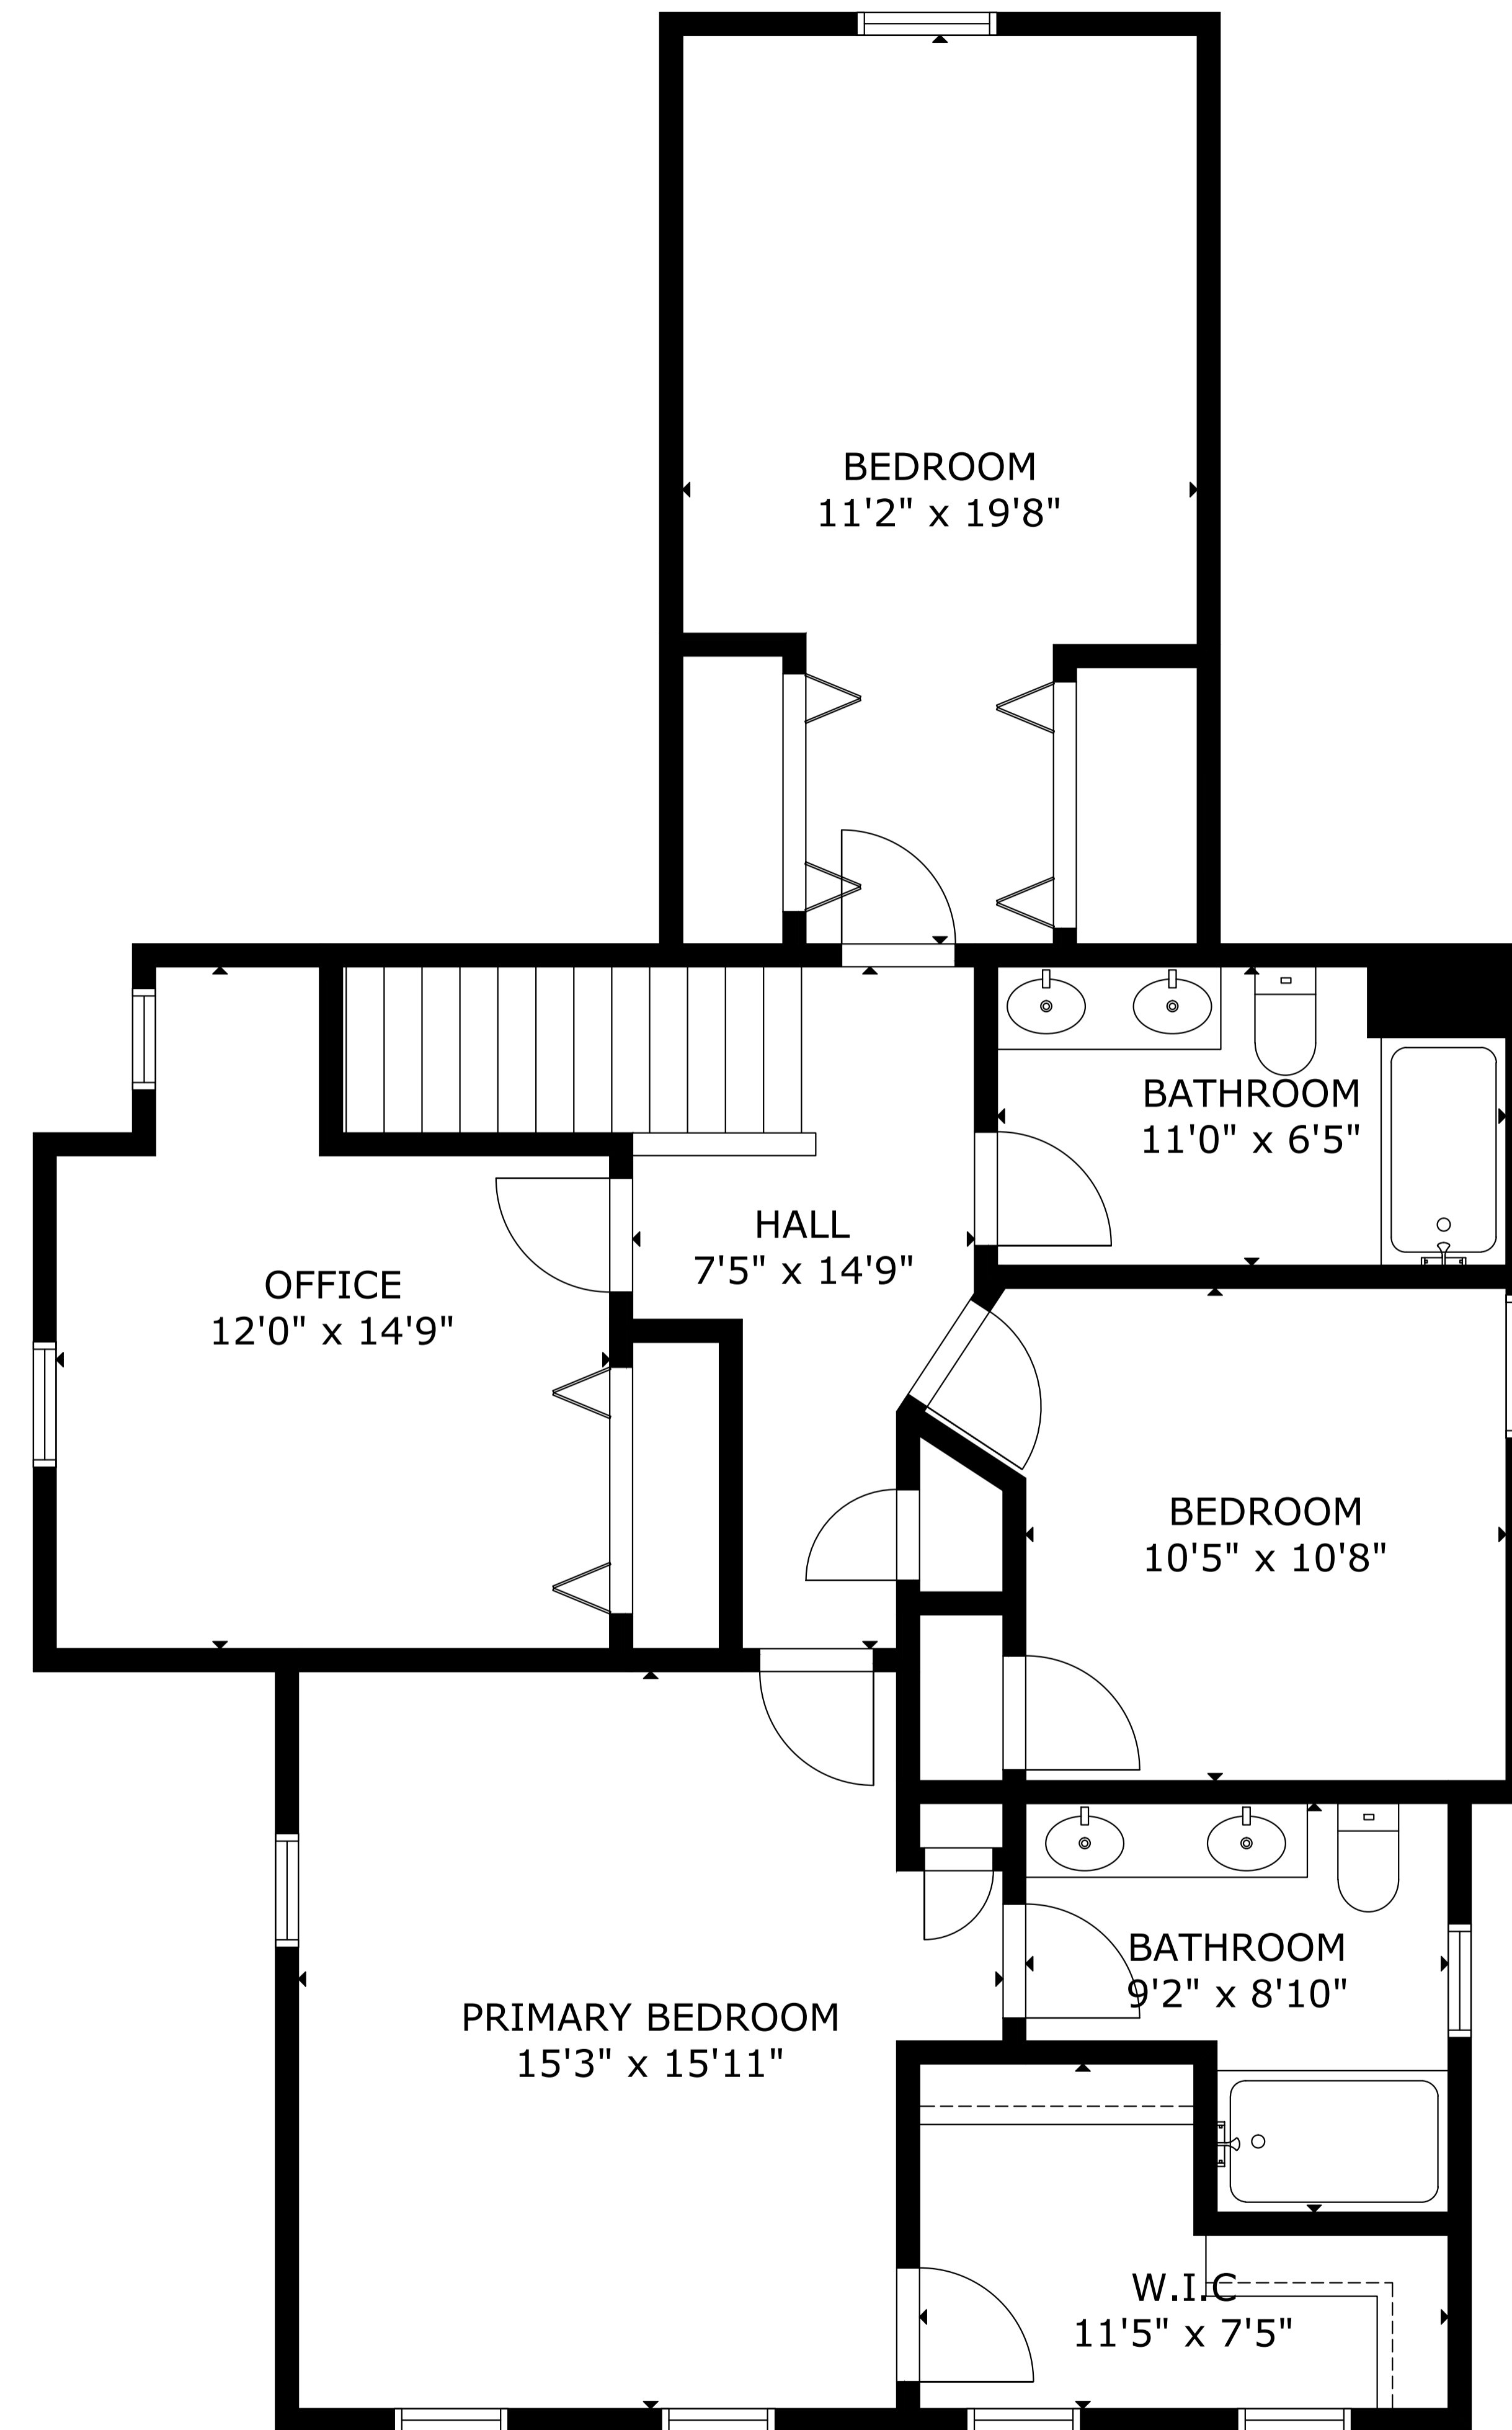 BEDROOM
11'2" x 19'8"
BATHROOM
11'0" x 6'5"
HALL
7'5" x 14'9"
OFFICE
12'0" x 14'9"
BEDROOM
10'5" x 10'8"
BATHROOM
9'2" x 8'10"
PRIMARY BEDROOM
15'3" x 15'11"
W.I.C
11'5" x 7'5"